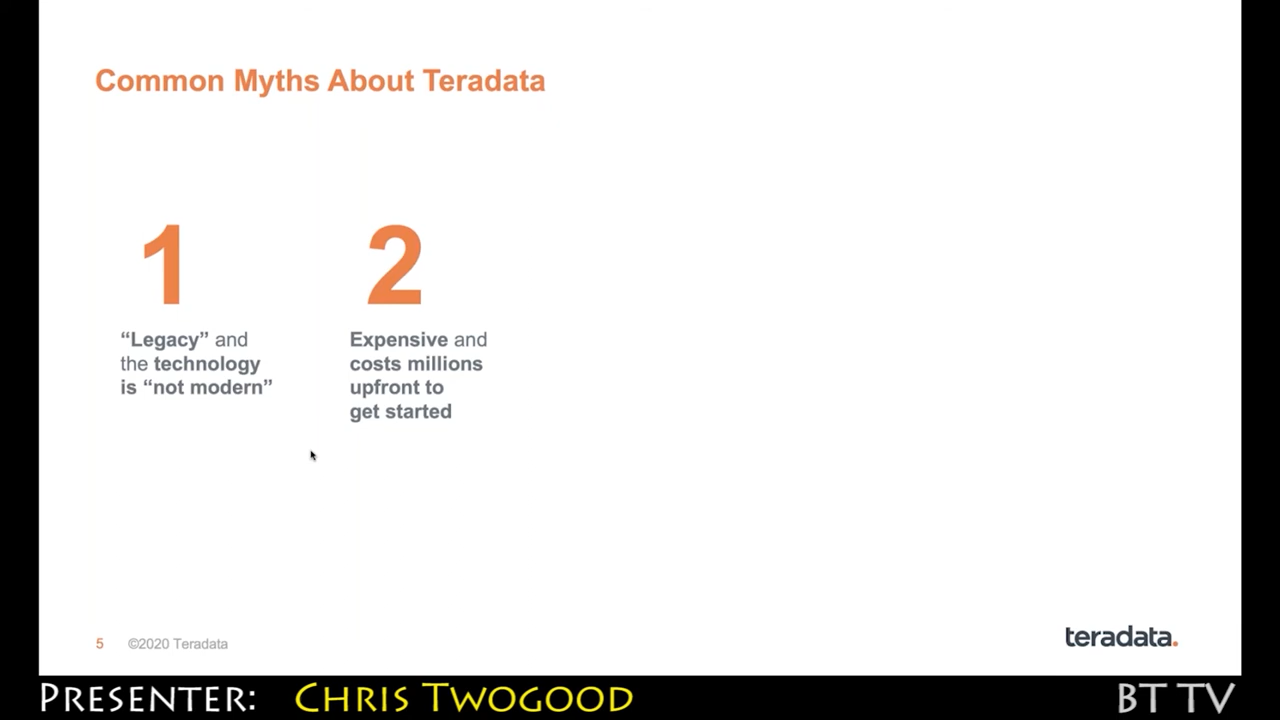 Common Myths About Teradata
1
“Legacy” and
the technology
is “not modern”
2
Expensive and
costs millions
upfront to
get started
5 ©2020 Teradata
teradata.
PRESENTER: CHRIS TWOGOOD
BT TV